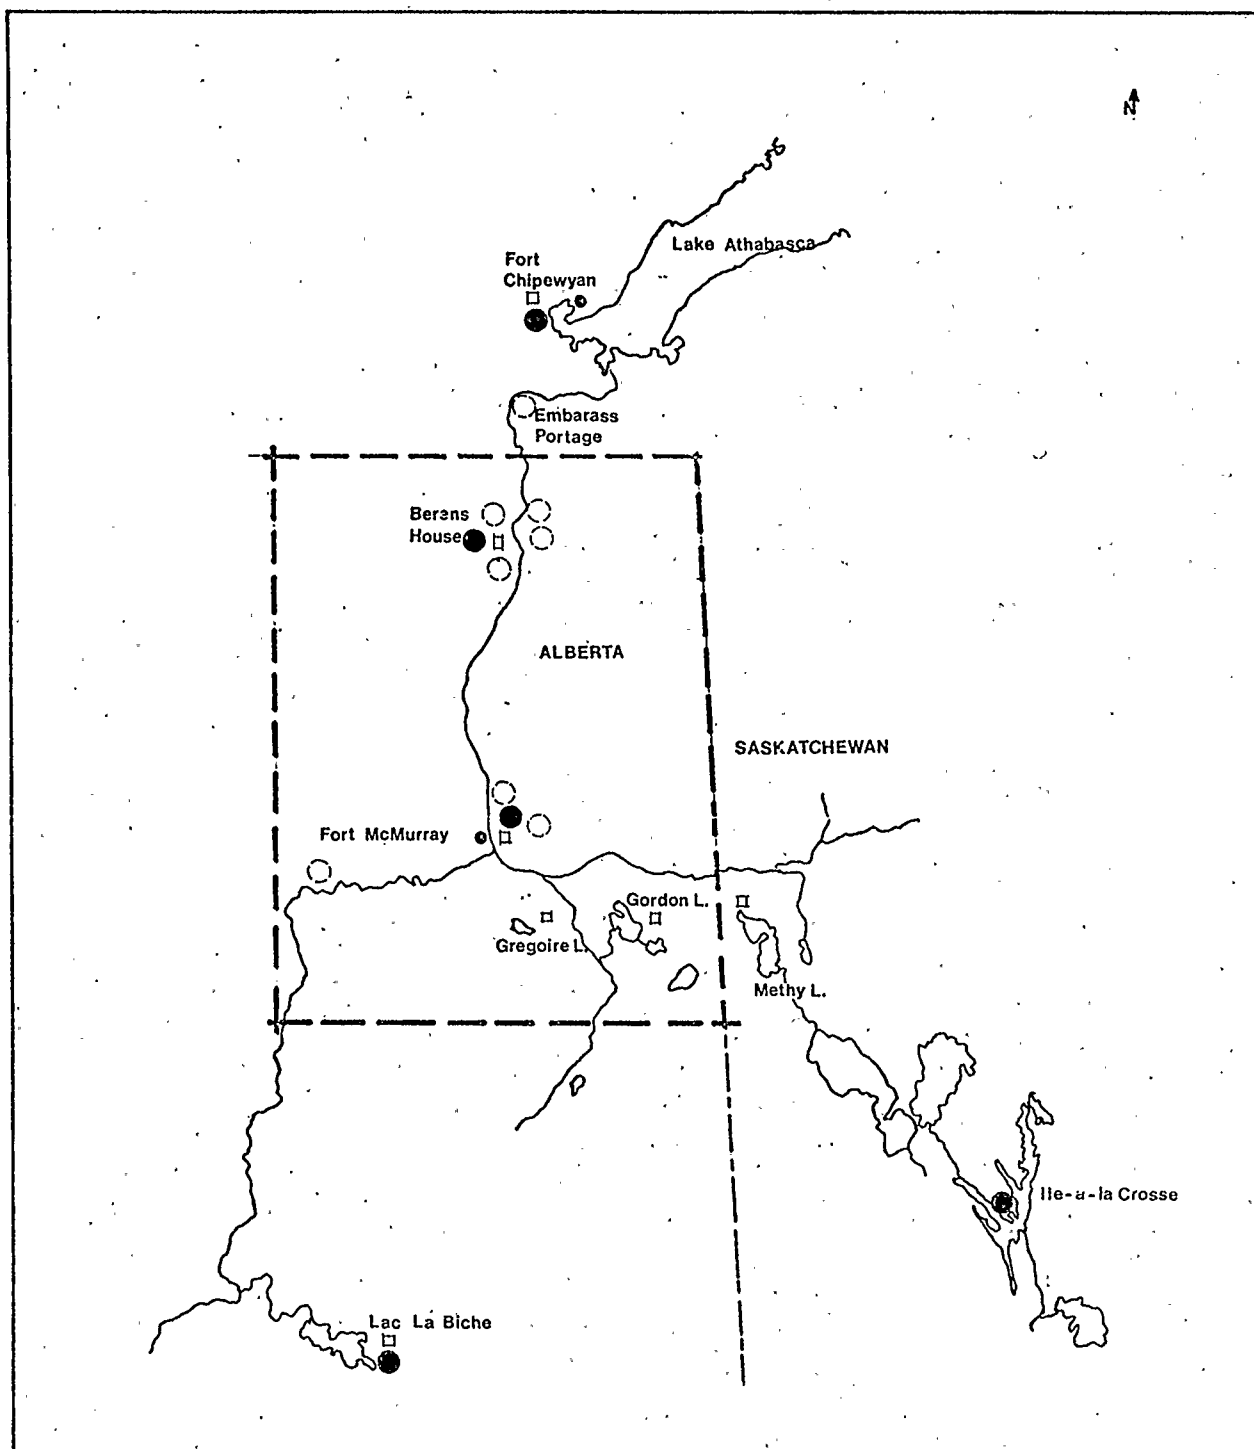 N
Lake Athabasca
Fort
Chipewyan
Embarass
Portage
Berens
House
ALBERTA
SASKATCHEWAN
Fort McMurray
Gordon L.
Gregoire L.
Methy L.
Ile-a-la Crosse
Lac La Biche